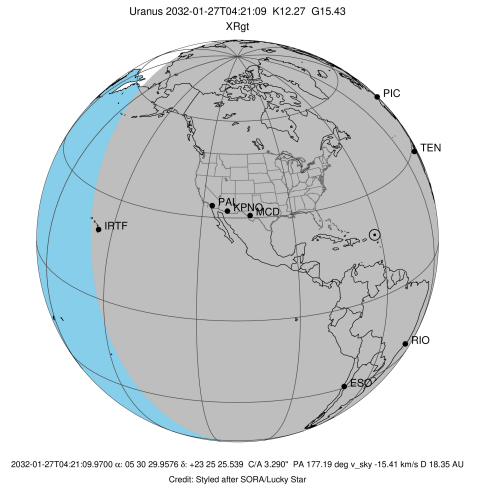 Uranus 2032-01-27T04:21:09 K12.27 G15.43
XRgt
PIC
TEN
PAL
KPNO
MCD
IRTF
RIO
ESO
2032-01-27T04:21:09.9700 α: 05 30 29.9576 δ: +23 25 25.539 C/A 3.290" PA 177.19 deg v_sky -15.41 km/s D 18.35 AU
Credit: Styled after SORA/Lucky Star